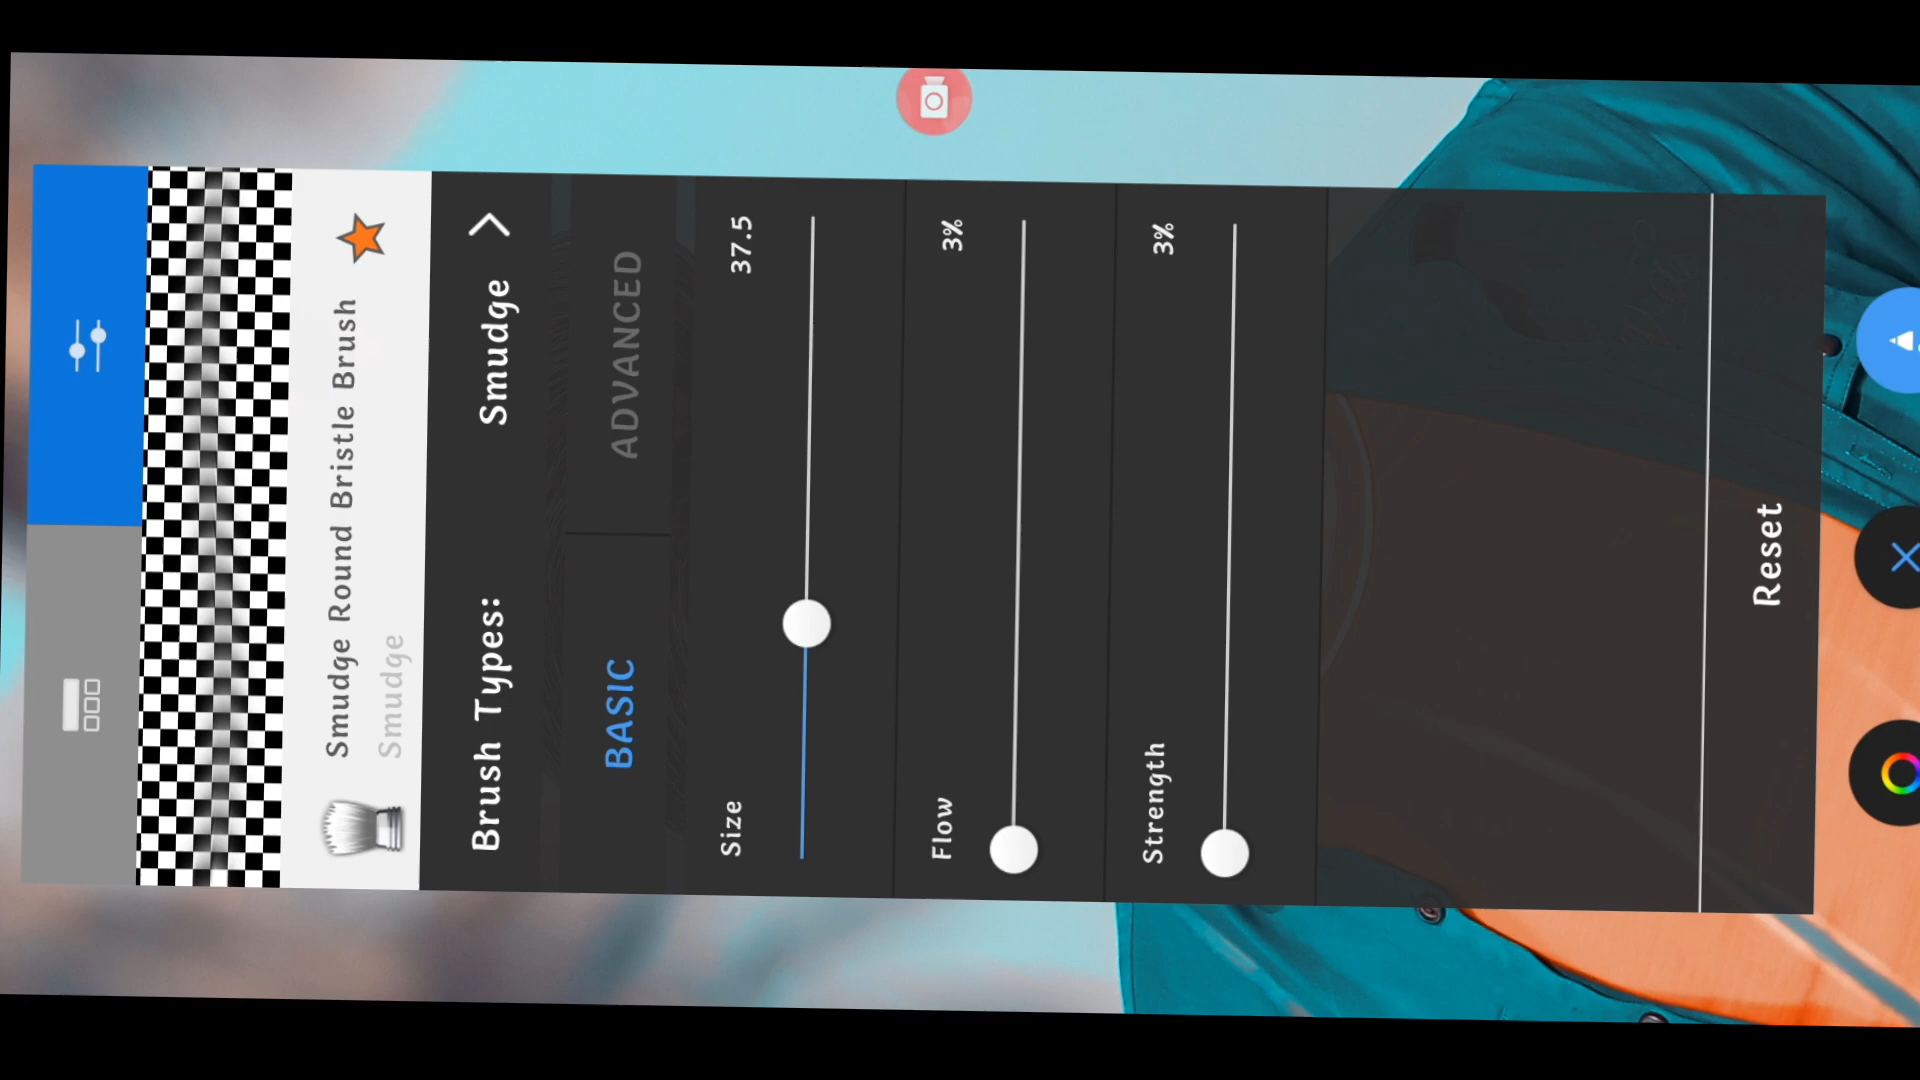 Smudge Round Bristle Brush
Smudge
Brush Types: Smudge
BASIC ADVANCED
Size 37.5
Flow 3%
Strength 3%
Reset